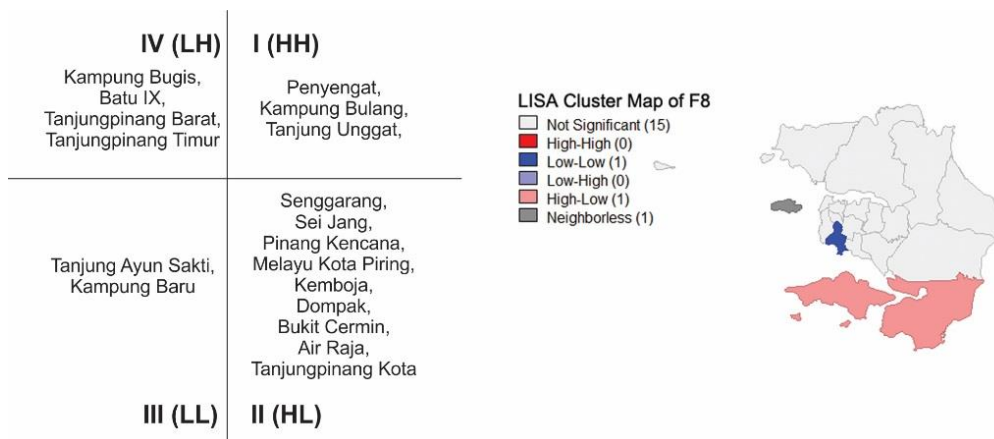 IV (LH)
Kampung Bugis,
Batu IX,
Tanjungpinang Barat,
Tanjungpinang Timur
I (HH)
Penyengat,
Kampung Bulang,
Tanjung Unggat,
Tanjung Ayun Sakti,
Kampung Baru
III (LL)
Senggarang,
Sei Jang,
Pinang Kencana,
Melayu Kota Piring,
Kemboja,
Dompak,
Bukit Cermin,
Air Raja,
Tanjungpinang Kota
II (HL)
LISA Cluster Map of F8
Not Significant (15)
High-High (0)
Low-Low (1)
Low-High (0)
High-Low (1)
Neighborless (1)